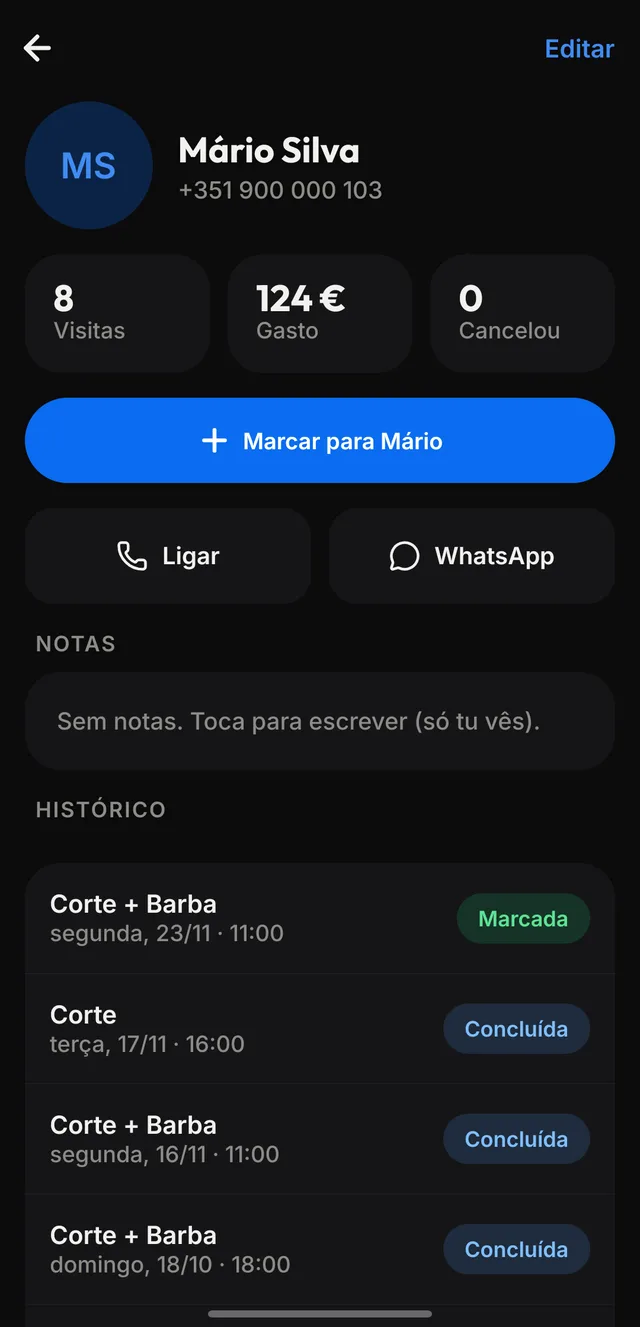 Editar
MS
Mário Silva
+351 900 000 103
8
Visitas
124 €
Gasto
0
Cancelou
Marcar para Mário
Ligar
WhatsApp
NOTAS
Sem notas. Toca para escrever (só tu vês).
HISTÓRICO
Corte + Barba
segunda, 23/11 · 11:00
Marcada
Corte
terça, 17/11 · 16:00
Concluída
Corte + Barba
segunda, 16/11 · 11:00
Concluída
Corte + Barba
domingo, 18/10 · 18:00
Concluída